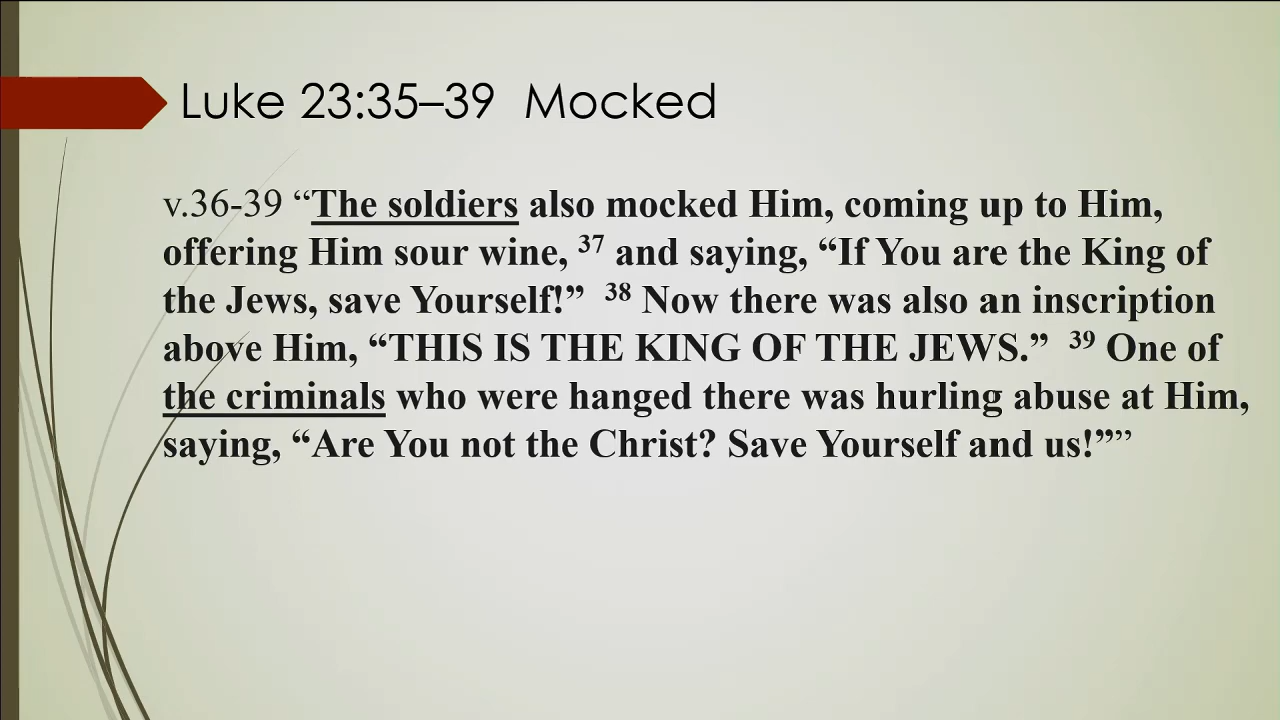 Luke 23:35–39  Mocked
v.36-39 “The soldiers also mocked Him, coming up to Him,
offering Him sour wine, 37 and saying, “If You are the King of
the Jews, save Yourself!”  38 Now there was also an inscription
above Him, “THIS IS THE KING OF THE JEWS.”  39 One of
the criminals who were hanged there was hurling abuse at Him,
saying, “Are You not the Christ? Save Yourself and us!””